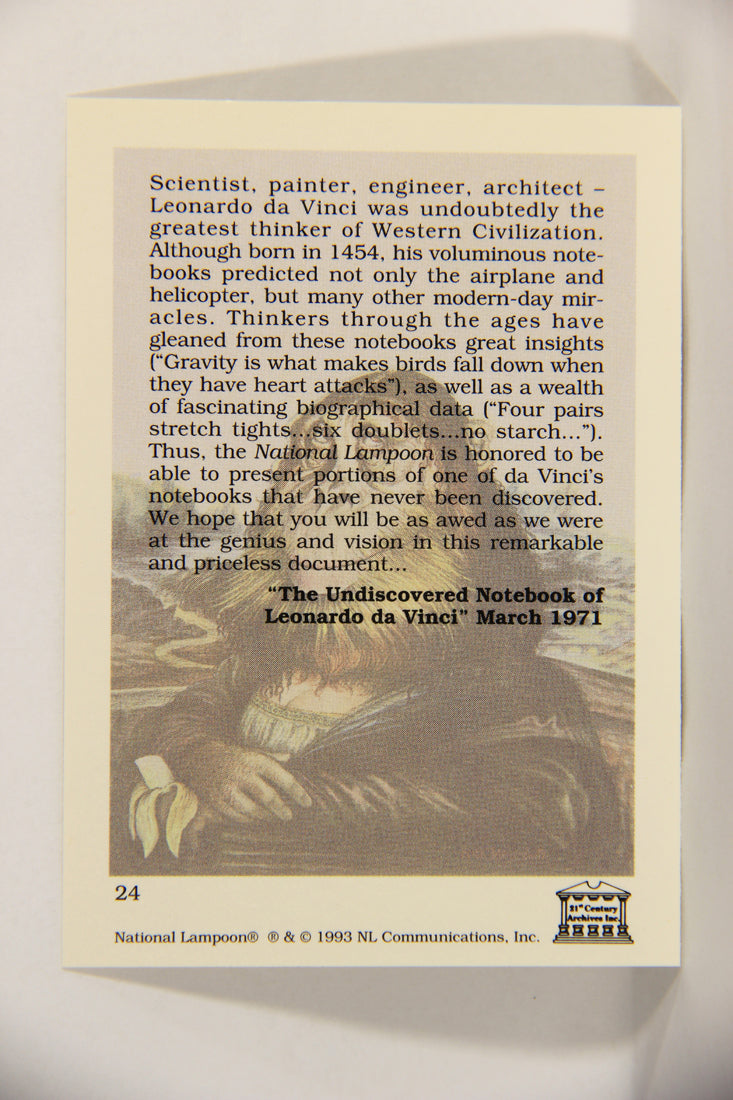 Scientist, painter, engineer, architect –
Leonardo da Vinci was undoubtedly the
greatest thinker of Western Civilization.
Although born in 1454, his voluminous note-
books predicted not only the airplane and
helicopter, but many other modern-day mir-
acles. Thinkers through the ages have
gleaned from these notebooks great insights
(“Gravity is what makes birds fall down when
they have heart attacks”), as well as a wealth
of fascinating biographical data (“Four pairs
stretch tights...six doublets...no starch...”).
Thus, the National Lampoon is honored to be
able to present portions of one of da Vinci’s
notebooks that have never been discovered.
We hope that you will be as awed as we were
at the genius and vision in this remarkable
and priceless document...
“The Undiscovered Notebook of
Leonardo da Vinci” March 1971
24
21st Century
Archives Inc.
National Lampoon® ® & © 1993 NL Communications, Inc.